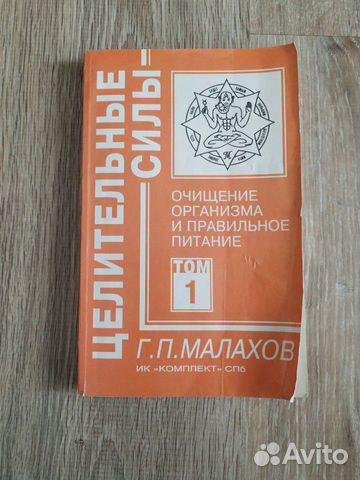 ЦЕЛИТЕЛЬНЫЕ
СИЛЫ
ОЧИЩЕНИЕ
ОРГАНИЗМА
И ПРАВИЛЬНОЕ
ПИТАНИЕ
ТОМ
1
Г.П.МАЛАХОВ
ИК «КОМПЛЕКТ» СПб
Avito